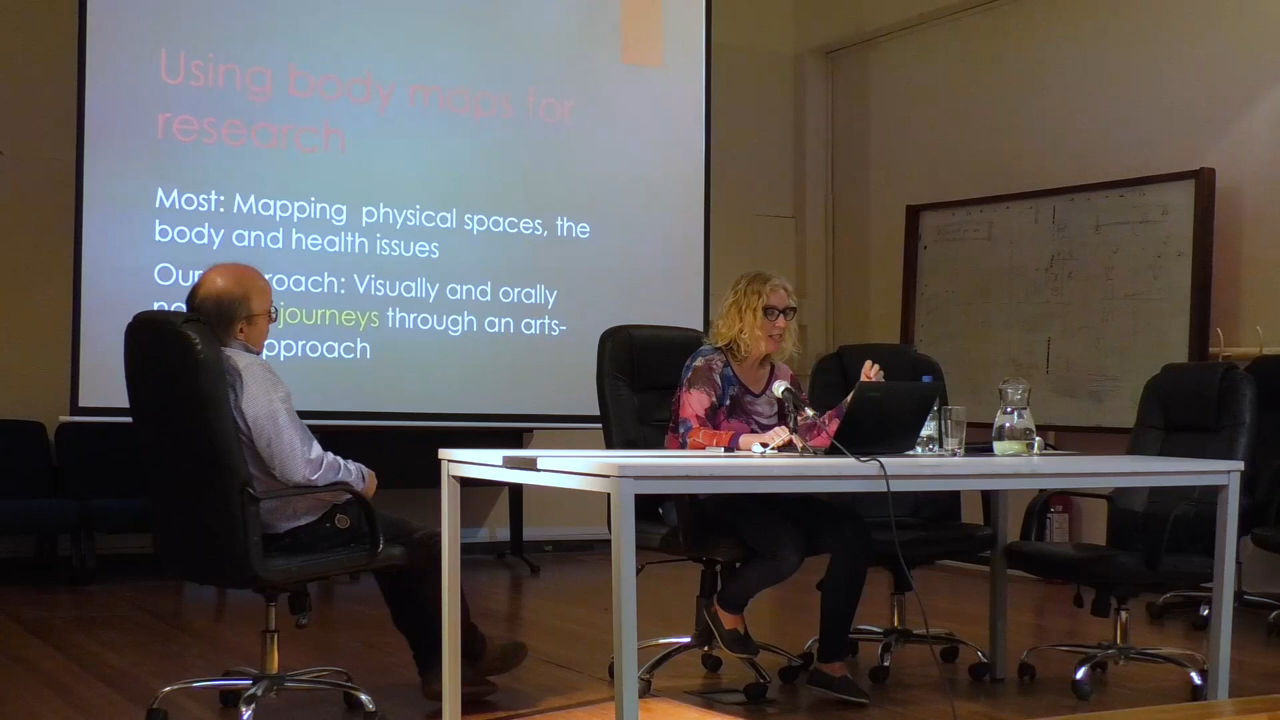 Using body maps for
research
Most: Mapping physical spaces, the
body and health issues
Our roach: Visually and orally
journeys through an arts-
pproach